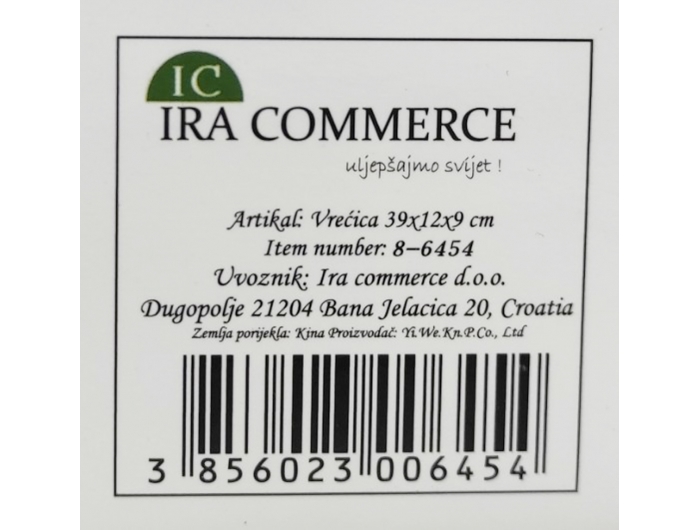 IC
IRA COMMERCE
uljepšajmo svijet !
Artikal: Vrećica 39x12x9 cm
Item number: 8-6454
Uvoznik: Ira commerce d.o.o.
Dugopolje 21204 Bana Jelacica 20, Croatia
Zemlja porijekla: Kina Proizvodač: Yi.We.Kn.P.Co., Ltd
3 856023 006454